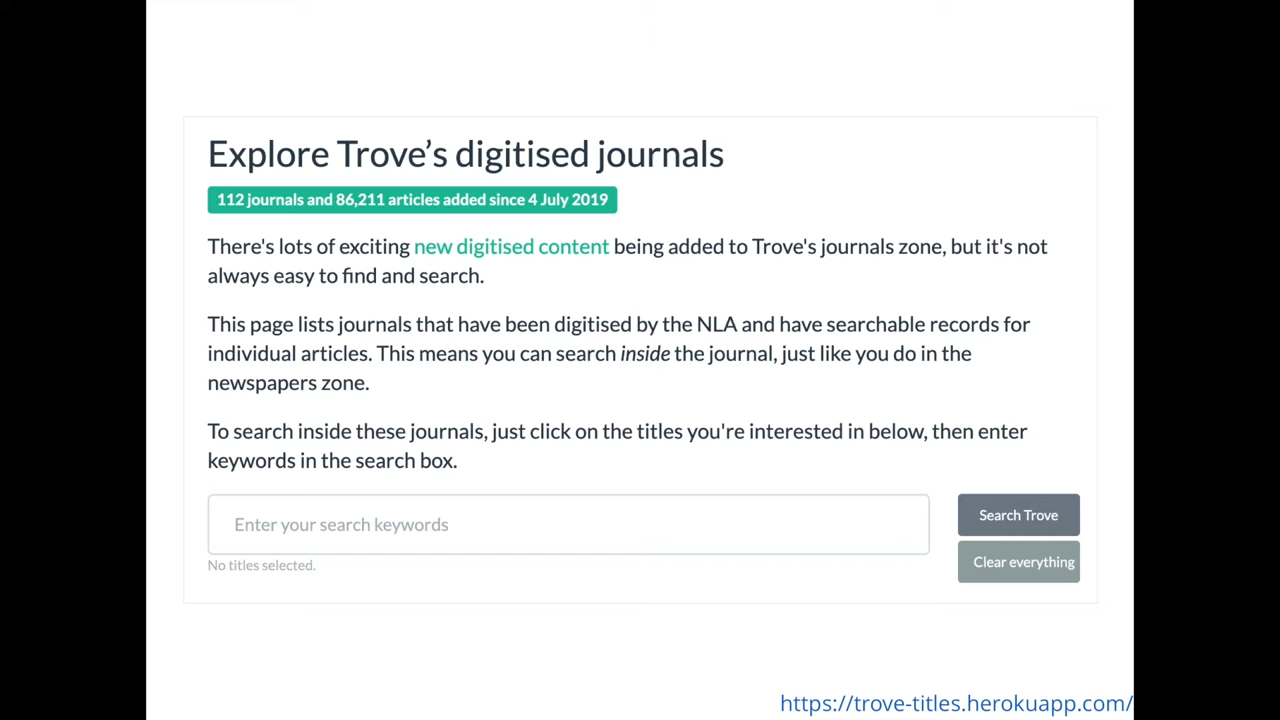 Explore Trove’s digitised journals
112 journals and 86,211 articles added since 4 July 2019
There's lots of exciting new digitised content being added to Trove's journals zone, but it's not
always easy to find and search.
This page lists journals that have been digitised by the NLA and have searchable records for
individual articles. This means you can search inside the journal, just like you do in the
newspapers zone.
To search inside these journals, just click on the titles you're interested in below, then enter
keywords in the search box.
Enter your search keywords
Search Trove
No titles selected.
Clear everything
https://trove-titles.herokuapp.com/